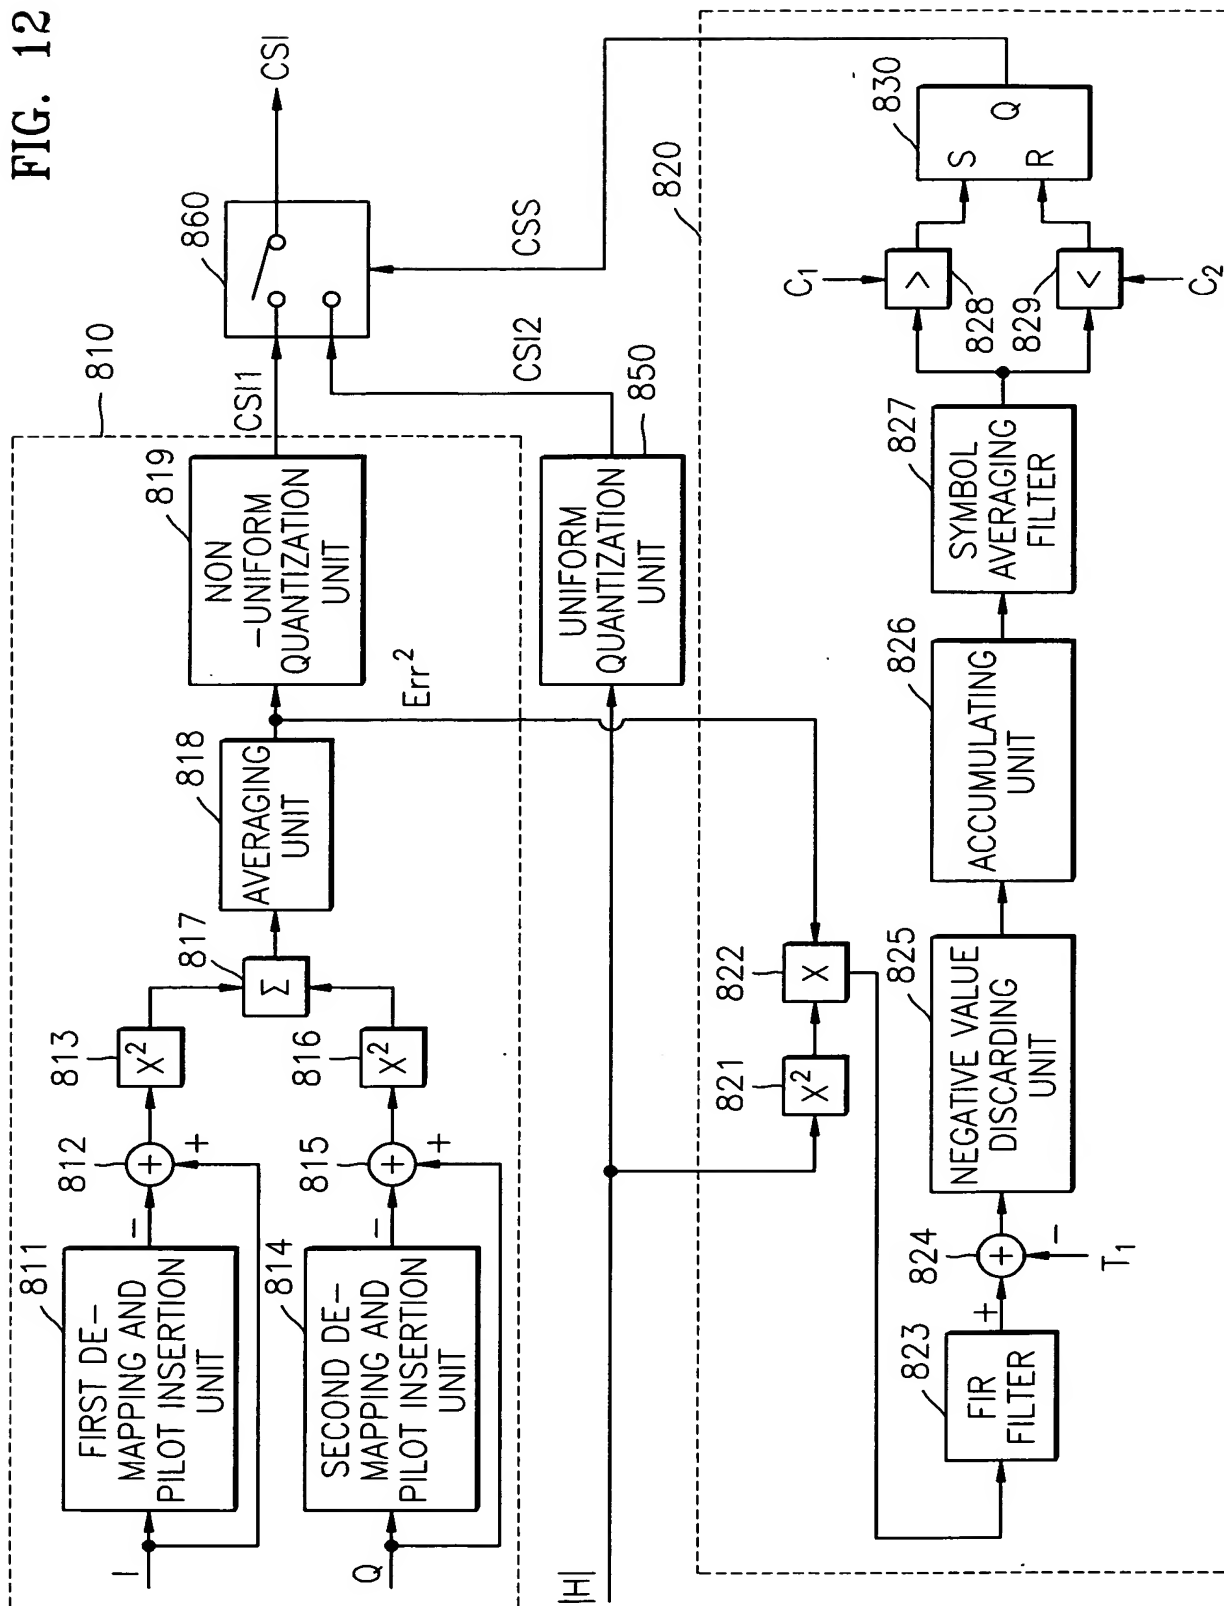 FIG. 12
810
811
FIRST DE-
MAPPING AND
PILOT INSERTION
UNIT
I
-
812
+
+
813
X²
817
Σ
818
AVERAGING
UNIT
819
NON
-UNIFORM
QUANTIZATION
UNIT
CSI1
860
CSI
814
SECOND DE-
MAPPING AND
PILOT INSERTION
UNIT
Q
-
815
+
+
816
X²
Err²
|H|
UNIFORM
QUANTIZATION
UNIT
850
CSI2
CSS
820
821
X²
822
X
823
FIR
FILTER
+
824
+
-
T₁
825
NEGATIVE VALUE
DISCARDING
UNIT
826
ACCUMULATING
UNIT
827
SYMBOL
AVERAGING
FILTER
C₁
>
828
829
<
C₂
830
S
Q
R